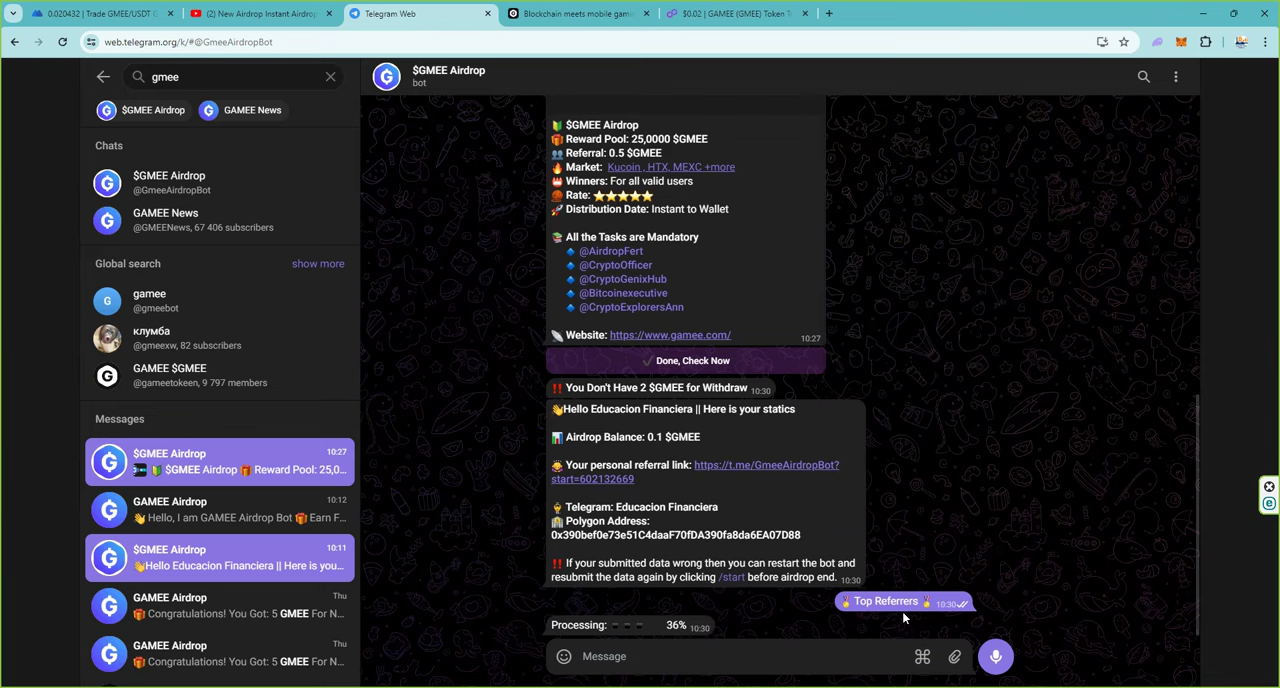 0.020432 | Trade GMEE/USDT
(2) New Airdrop Instant Airdrop
Telegram Web
Blockchain meets mobile gami
$0.02 | GAMEE (GMEE) Token T
web.telegram.org/k/#@GmeeAirdropBot
gmee
$GMEE Airdrop
GAMEE News
Chats
$GMEE Airdrop
@GmeeAirdropBot
GAMEE News
@GMEENews, 67 406 subscribers
Global search
show more
G
gamee
@gmeebot
клумба
@gmeexw, 82 subscribers
GAMEE $GMEE
@gameetokeen, 9 797 members
Messages
$GMEE Airdrop 10:27
$GMEE Airdrop 🎁 Reward Pool: 25,0...
GAMEE Airdrop 10:12
👋 Hello, I am GAMEE Airdrop Bot 🎁 Earn F...
$GMEE Airdrop 10:11
👋Hello Educacion Financiera || Here is you...
GAMEE Airdrop Thu
🎁 Congratulations! You Got: 5 GMEE For N...
GAMEE Airdrop Thu
🎁 Congratulations! You Got: 5 GMEE For N...
$GMEE Airdrop
bot
🔰 $GMEE Airdrop
🎁 Reward Pool: 25,0000 $GMEE
👥 Referral: 0.5 $GMEE
🔥 Market: Kucoin , HTX, MEXC +more
Winners: For all valid users
Rate: ⭐⭐⭐⭐⭐
🚀 Distribution Date: Instant to Wallet
📚 All the Tasks are Mandatory
🔹 @AirdropFert
🔹 @CryptoOfficer
🔹 @CryptoGenixHub
🔹 @Bitcoinexecutive
🔹 @CryptoExplorersAnn
📡 Website: https://www.gamee.com/
10:27
✔ Done, Check Now
‼️ You Don't Have 2 $GMEE for Withdraw 10:30
👋Hello Educacion Financiera || Here is your statics
📊 Airdrop Balance: 0.1 $GMEE
Your personal referral link: https://t.me/GmeeAirdropBot?
start=602132669
Telegram: Educacion Financiera
Polygon Address:
0x390bef0e73e51C4daaF70fDA390fa8da6EA07D88
‼️ If your submitted data wrong then you can restart the bot and
resubmit the data again by clicking /start before airdrop end. 10:30
🏅 Top Referrers 🏅 10:30
Processing: 36% 10:30
Message